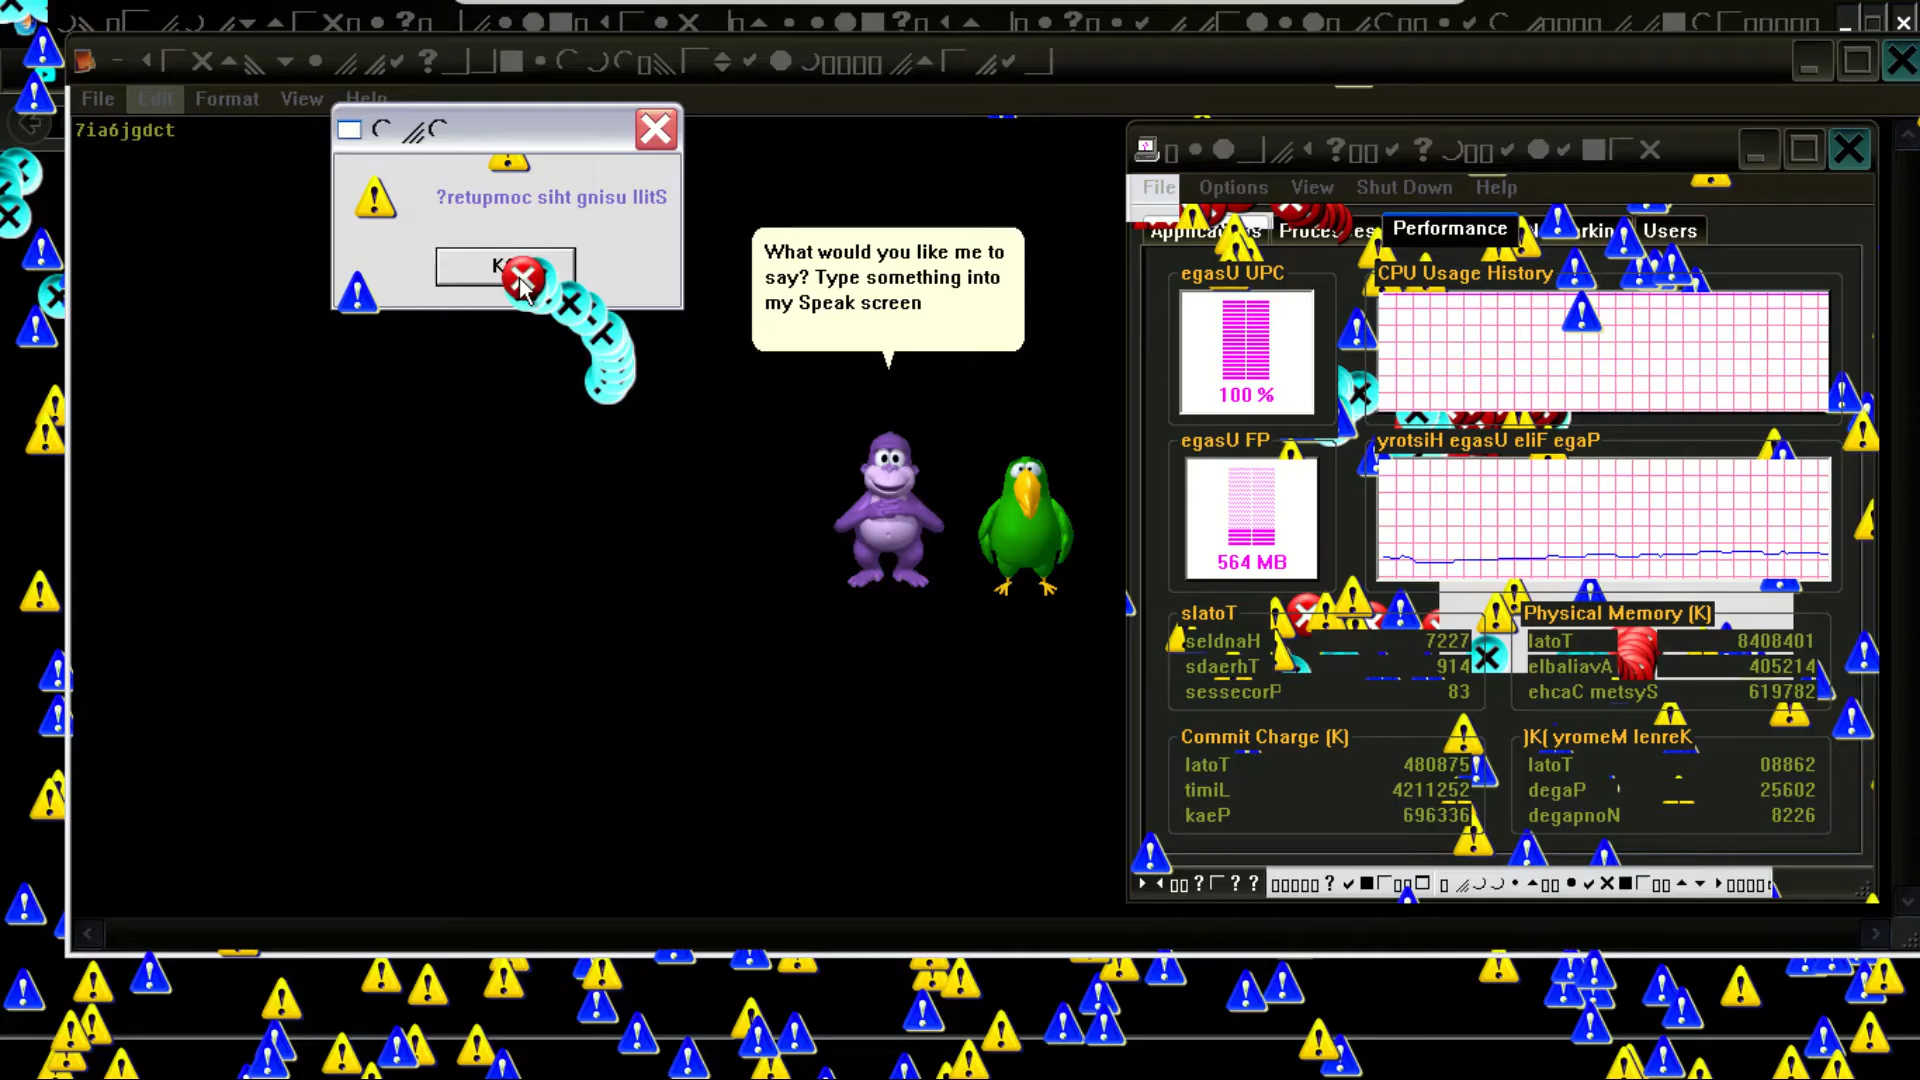 File Edit Format View Help
7ia6jgdct
?retupmoc siht gnisu llitS
What would you like me to
say? Type something into
my Speak screen
File Options View Shut Down Help
Performance
Users
egasU UPC
CPU Usage History
100 %
egasU FP
yrotsiH egasU eliF egaP
564 MB
slatoT
seldnaH 7227
sdaerhT 914
sessecorP 83
Physical Memory (K)
latoT 8408401
elbaliavA 405214
ehcaC metsyS 619782
Commit Charge (K)
latoT 480875
timiL 4211252
kaeP 696336
)K( yromeM lenreK
latoT 08862
degaP 25602
degapnoN 8226